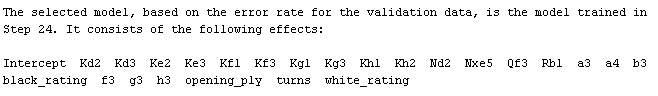 The selected model, based on the error rate for the validation data, is the model trained in
Step 24. It consists of the following effects:
Intercept Kd2 Kd3 Ke2 Ke3 Kf1 Kf3 Kg1 Kg3 Kh1 Kh2 Nd2 Nxe5 Qf3 Rb1 a3 a4 b3
black_rating f3 g3 h3 opening_ply turns white_rating